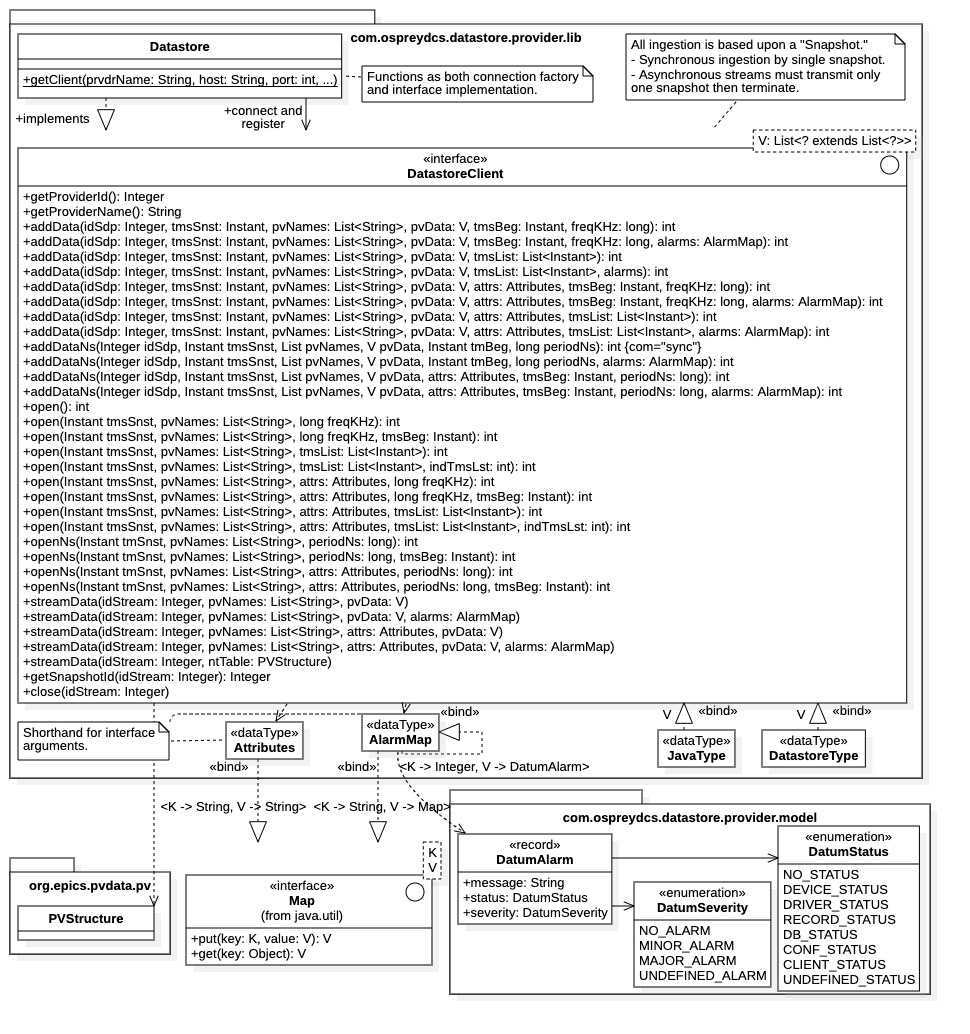 com.ospreydcs.datastore.provider.lib
Datastore
+getClient(prvdrName: String, host: String, port: int, ...)
Functions as both connection factory
and interface implementation.
All ingestion is based upon a "Snapshot."
- Synchronous ingestion by single snapshot.
- Asynchronous streams must transmit only
one snapshot then terminate.
+implements
+connect and
register
V: List<? extends List<?>>
«interface»
DatastoreClient
+getProviderId(): Integer
+getProviderName(): String
+addData(idSdp: Integer, tmsSnst: Instant, pvNames: List<String>, pvData: V, tmsBeg: Instant, freqKHz: long): int
+addData(idSdp: Integer, tmsSnst: Instant, pvNames: List<String>, pvData: V, tmsBeg: Instant, freqKHz: long, alarms: AlarmMap): int
+addData(idSdp: Integer, tmsSnst: Instant, pvNames: List<String>, pvData: V, tmsList: List<Instant>): int
+addData(idSdp: Integer, tmsSnst: Instant, pvNames: List<String>, pvData: V, tmsList: List<Instant>, alarms): int
+addData(idSdp: Integer, tmsSnst: Instant, pvNames: List<String>, pvData: V, attrs: Attributes, tmsBeg: Instant, freqKHz: long): int
+addData(idSdp: Integer, tmsSnst: Instant, pvNames: List<String>, pvData: V, attrs: Attributes, tmsBeg: Instant, freqKHz: long, alarms: AlarmMap): int
+addData(idSdp: Integer, tmsSnst: Instant, pvNames: List<String>, pvData: V, attrs: Attributes, tmsList: List<Instant>): int
+addData(idSdp: Integer, tmsSnst: Instant, pvNames: List<String>, pvData: V, attrs: Attributes, tmsList: List<Instant>, alarms: AlarmMap): int
+addDataNs(Integer idSdp, Instant tmsSnst, List pvNames, V pvData, Instant tmBeg, long periodNs): int {com="sync"}
+addDataNs(Integer idSdp, Instant tmsSnst, List pvNames, V pvData, Instant tmBeg, long periodNs, alarms: AlarmMap): int
+addDataNs(Integer idSdp, Instant tmsSnst, List pvNames, V pvData, attrs: Attributes, tmsBeg: Instant, periodNs: long): int
+addDataNs(Integer idSdp, Instant tmsSnst, List pvNames, V pvData, attrs: Attributes, tmsBeg: Instant, periodNs: long, alarms: AlarmMap): int
+open(): int
+open(Instant tmsSnst, pvNames: List<String>, long freqKHz): int
+open(Instant tmsSnst, pvNames: List<String>, long freqKHz, tmsBeg: Instant): int
+open(Instant tmsSnst, pvNames: List<String>, tmsList: List<Instant>): int
+open(Instant tmsSnst, pvNames: List<String>, tmsList: List<Instant>, indTmsLst: int): int
+open(Instant tmsSnst, pvNames: List<String>, attrs: Attributes, long freqKHz): int
+open(Instant tmsSnst, pvNames: List<String>, attrs: Attributes, long freqKHz, tmsBeg: Instant): int
+open(Instant tmsSnst, pvNames: List<String>, attrs: Attributes, tmsList: List<Instant>): int
+open(Instant tmsSnst, pvNames: List<String>, attrs: Attributes, tmsList: List<Instant>, indTmsLst: int): int
+openNs(Instant tmSnst, pvNames: List<String>, periodNs: long): int
+openNs(Instant tmSnst, pvNames: List<String>, periodNs: long, tmsBeg: Instant): int
+openNs(Instant tmSnst, pvNames: List<String>, attrs: Attributes, periodNs: long): int
+openNs(Instant tmSnst, pvNames: List<String>, attrs: Attributes, periodNs: long, tmsBeg: Instant): int
+streamData(idStream: Integer, pvNames: List<String>, pvData: V)
+streamData(idStream: Integer, pvNames: List<String>, pvData: V, alarms: AlarmMap)
+streamData(idStream: Integer, pvNames: List<String>, attrs: Attributes, pvData: V)
+streamData(idStream: Integer, pvNames: List<String>, attrs: Attributes, pvData: V, alarms: AlarmMap)
+streamData(idStream: Integer, ntTable: PVStructure)
+getSnapshotId(idStream: Integer): Integer
+close(idStream: Integer)
Shorthand for interface
arguments.
«dataType»
Attributes
«dataType»
AlarmMap
«bind»
V
«bind»
V
«bind»
«dataType»
JavaType
«dataType»
DatastoreType
«bind»
«bind»
<K -> Integer, V -> DatumAlarm>
<K -> String, V -> String>
<K -> String, V -> Map>
com.ospreydcs.datastore.provider.model
«record»
DatumAlarm
+message: String
+status: DatumStatus
+severity: DatumSeverity
«enumeration»
DatumSeverity
NO_ALARM
MINOR_ALARM
MAJOR_ALARM
UNDEFINED_ALARM
«enumeration»
DatumStatus
NO_STATUS
DEVICE_STATUS
DRIVER_STATUS
RECORD_STATUS
DB_STATUS
CONF_STATUS
CLIENT_STATUS
UNDEFINED_STATUS
org.epics.pvdata.pv
PVStructure
K
V
«interface»
Map
(from java.util)
+put(key: K, value: V): V
+get(key: Object): V